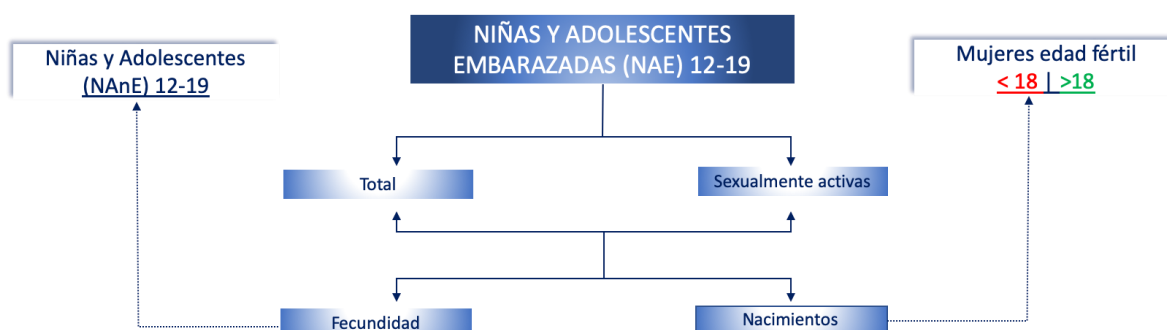 NIÑAS Y ADOLESCENTES
EMBARAZADAS (NAE) 12-19
Niñas y Adolescentes
(NAnE) 12-19
Mujeres edad fértil
< 18 | >18
Total
Sexualmente activas
Fecundidad
Nacimientos